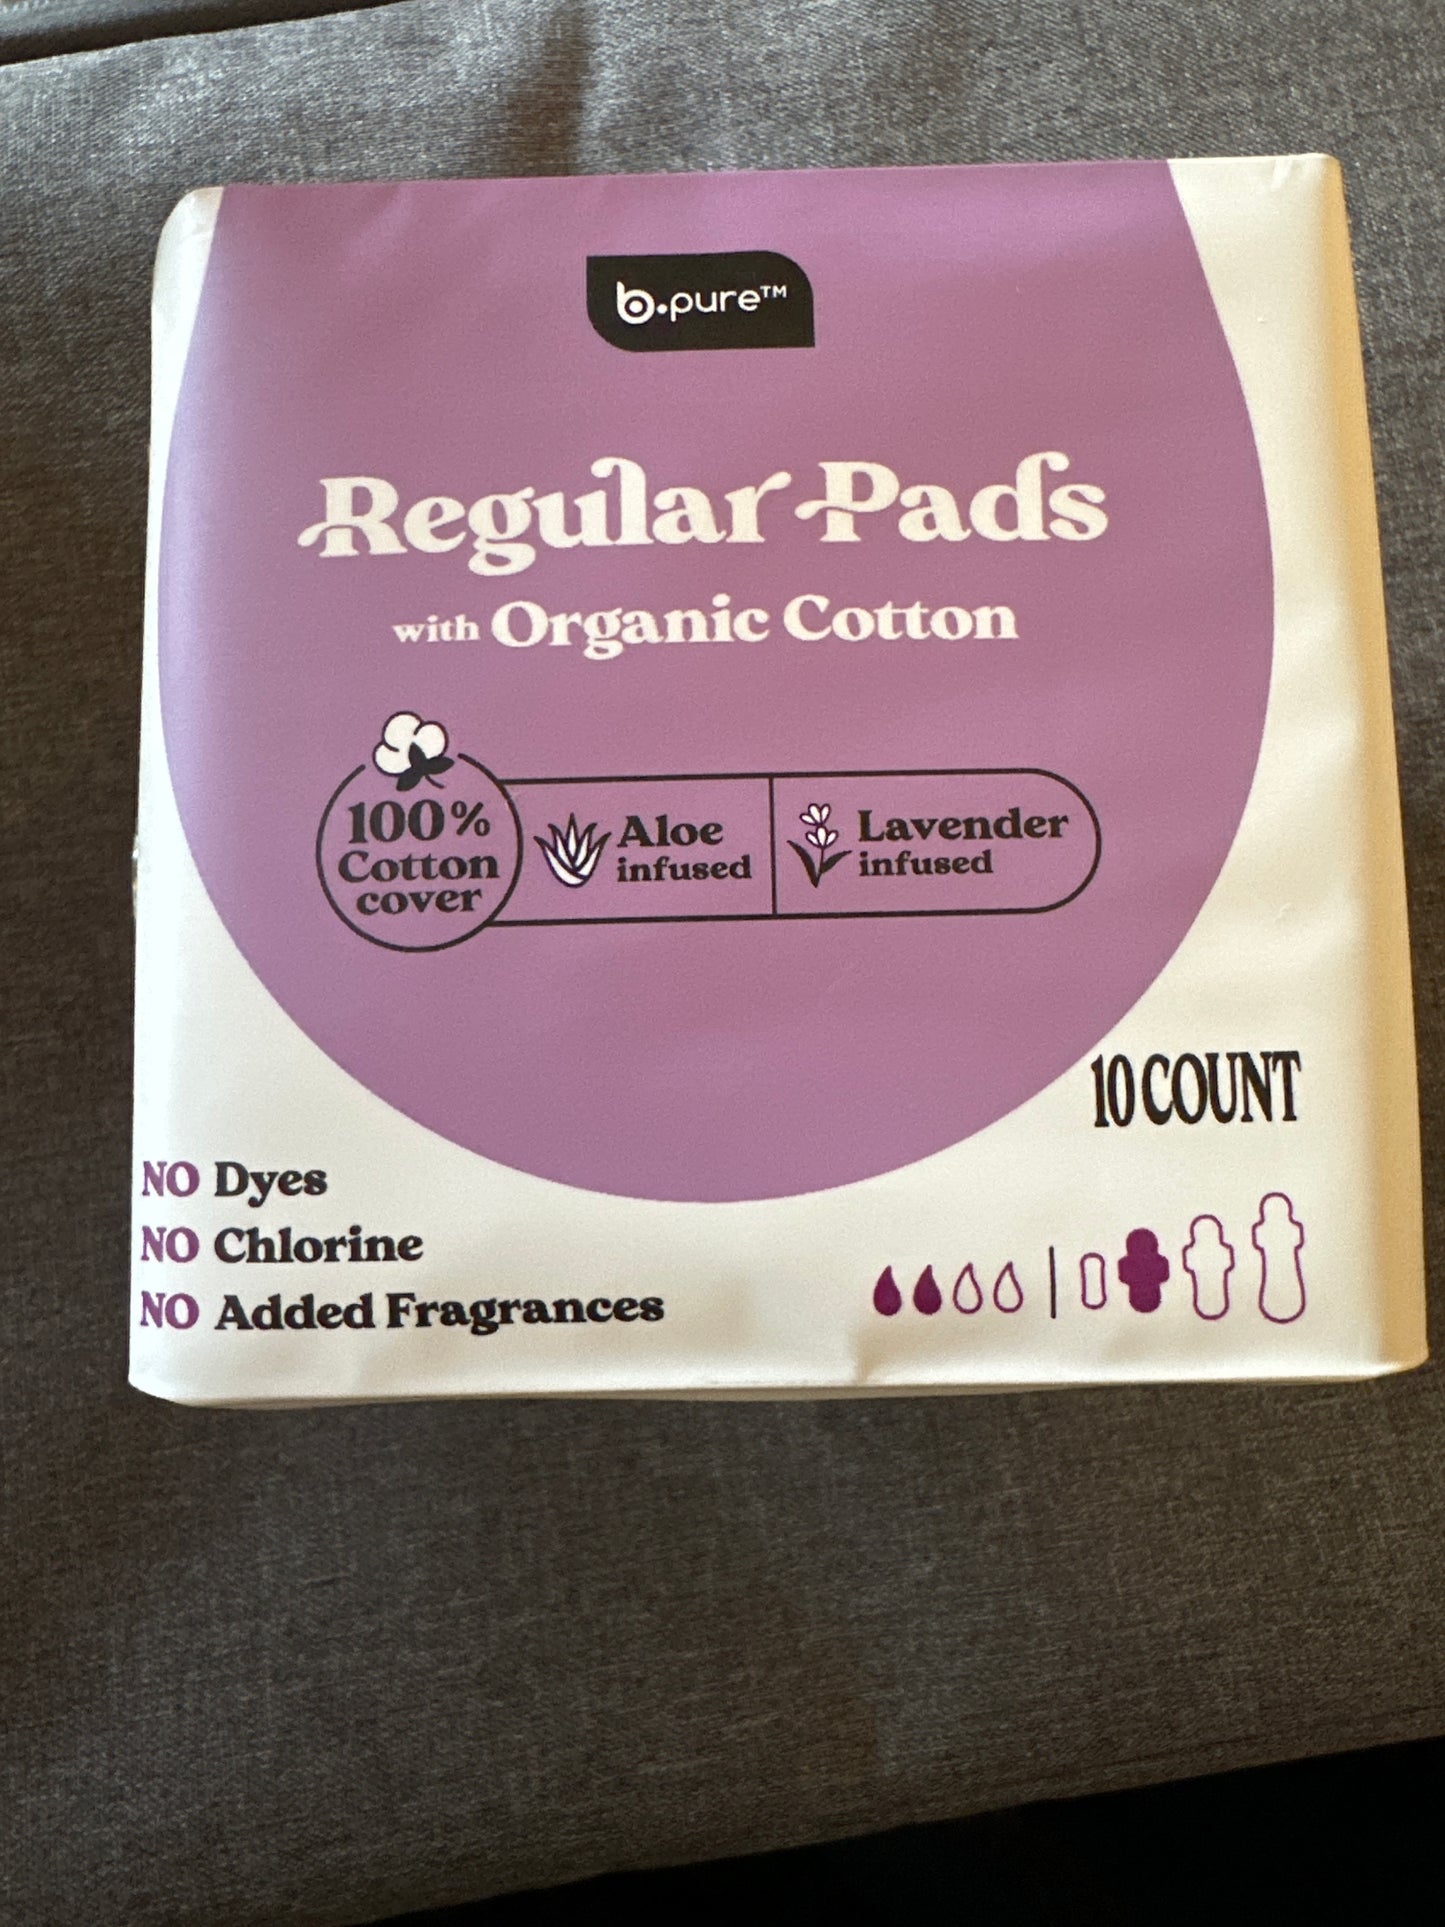 b.pure™
Regular Pads
with Organic Cotton
100%
Cotton
cover
Aloe
infused
Lavender
infused
10 COUNT
NO Dyes
NO Chlorine
NO Added Fragrances